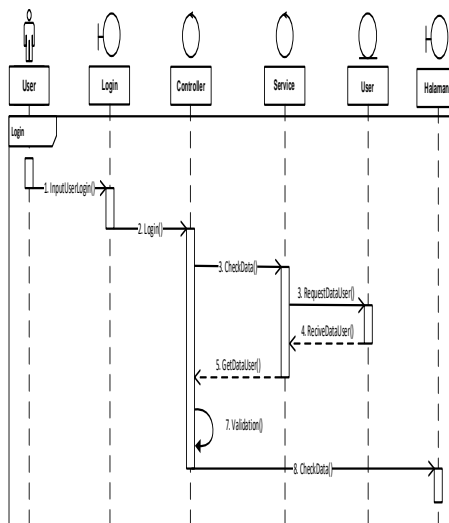 User
Login
Controller
Service
User
Halaman
Login
1. InputUserLogin()
2. Login()
3. CheckData()
3. RequestDataUser()
4. ReciveDataUser()
5. GetDataUser()
7. Validation()
8. CheckData()